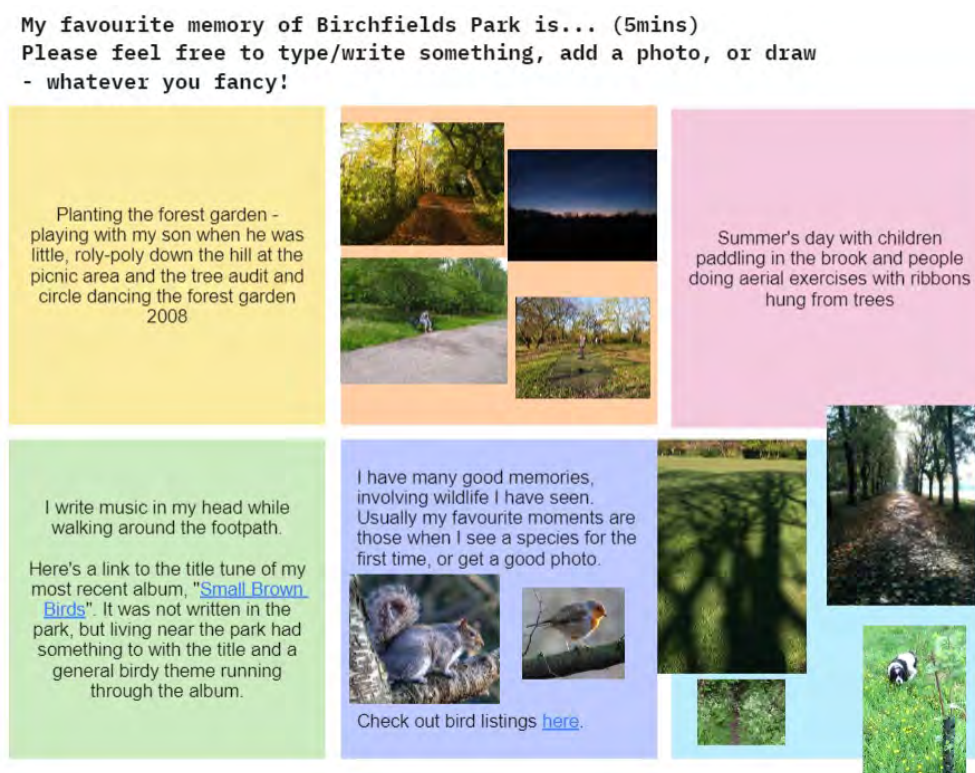 My favourite memory of Birchfields Park is... (5mins)
Please feel free to type/write something, add a photo, or draw
- whatever you fancy!
Planting the forest garden -
playing with my son when he was
little, roly-poly down the hill at the
picnic area and the tree audit and
circle dancing the forest garden
2008
Summer's day with children
paddling in the brook and people
doing aerial exercises with ribbons
hung from trees
I write music in my head while
walking around the footpath.
Here's a link to the title tune of my
most recent album, "Small Brown
Birds". It was not written in the
park, but living near the park had
something to with the title and a
general birdy theme running
through the album.
I have many good memories,
involving wildlife I have seen.
Usually my favourite moments are
those when I see a species for the
first time, or get a good photo.
Check out bird listings here.